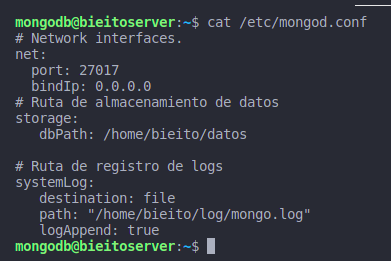 mongodb@bieitoserver:~$ cat /etc/mongod.conf
# Network interfaces.
net:
  port: 27017
  bindIp: 0.0.0.0
# Ruta de almacenamiento de datos
storage:
   dbPath: /home/bieito/datos

# Ruta de registro de logs
systemLog:
   destination: file
   path: "/home/bieito/log/mongo.log"
   logAppend: true
mongodb@bieitoserver:~$